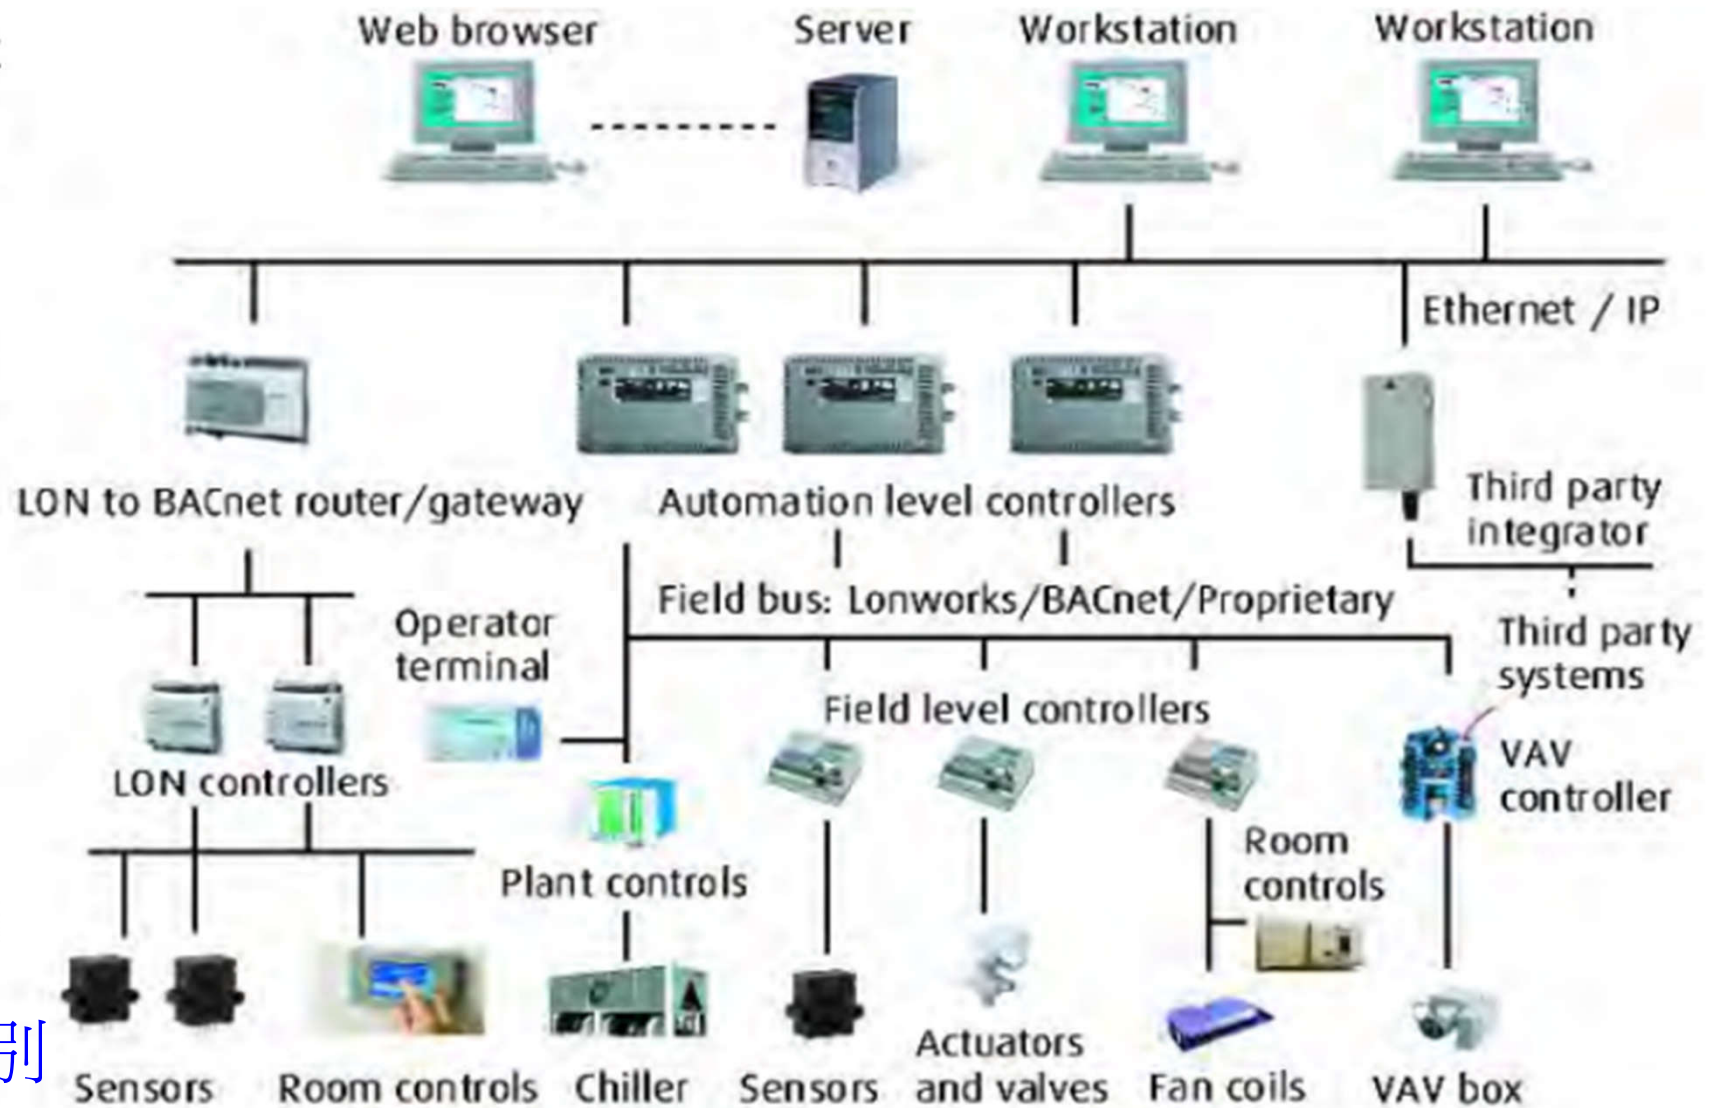 Web browser
Server
Workstation
Workstation
Ethernet / IP
LON to BACnet router/gateway
Automation level controllers
Third party
integrator
Field bus: Lonworks/BACnet/Proprietary
Operator
terminal
Third party
systems
Field level controllers
VAV
controller
LON controllers
Room
controls
Plant controls
Sensors
Room controls
Chiller
Sensors
Actuators
and valves
Fan coils
VAV box
别